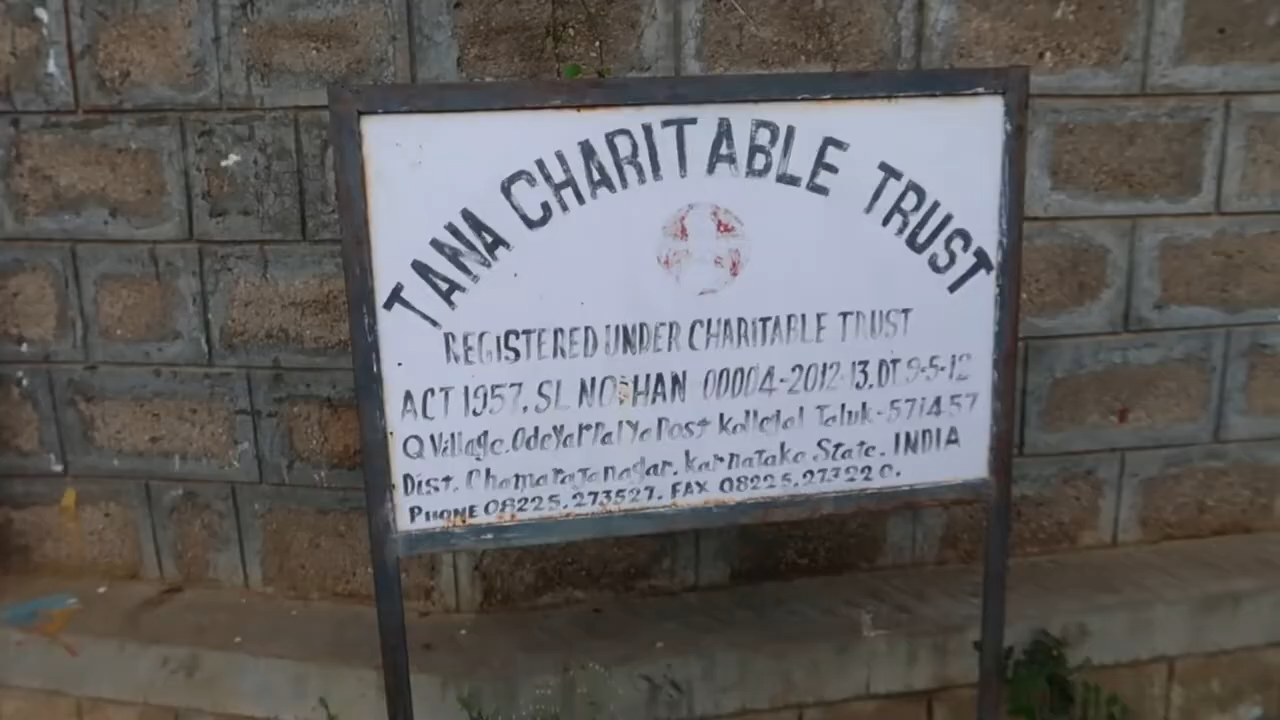 TANA CHARITABLE TRUST
REGISTERED UNDER CHARITABLE TRUST
ACT 1957. SL NO:HAN 00004-2012-13.DT 9-5-12
Q Village. OdeYarPalYa Post Kollegal Taluk-571457
Dist. ChamaraJanagar. KarnaTaka State. INDIA
PHONE 08225.273527. FAX 08225.27322